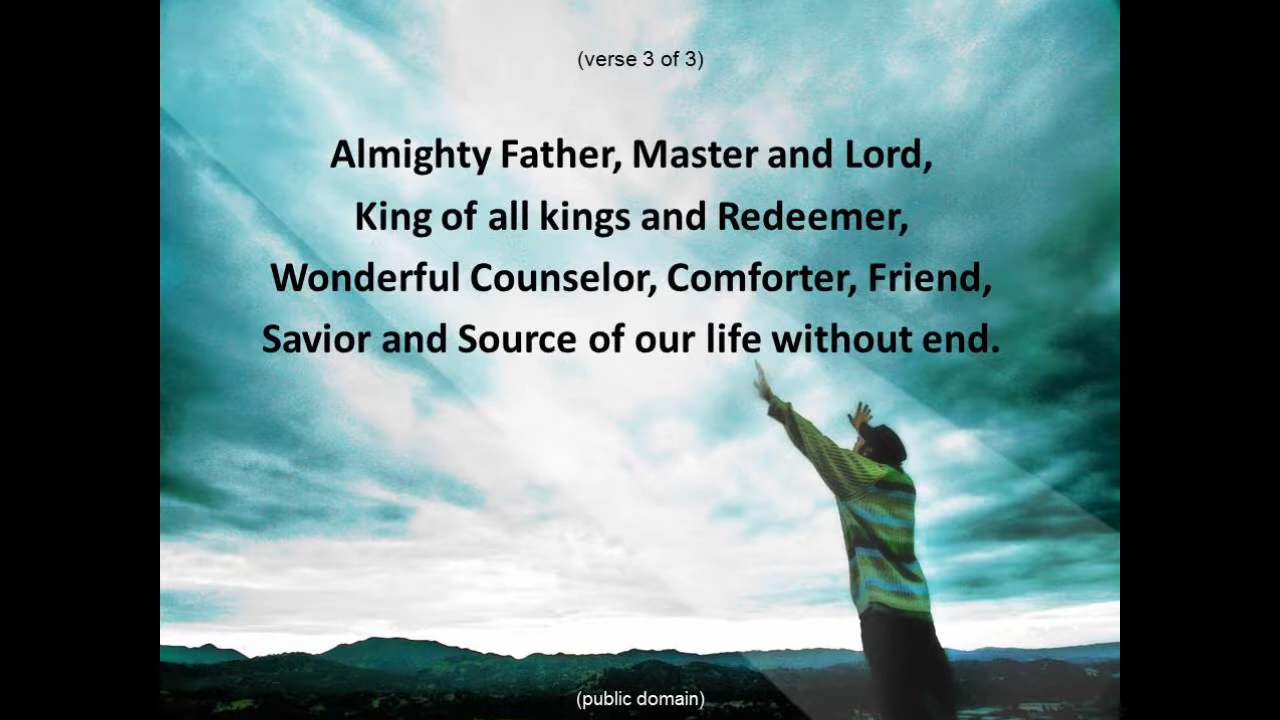 (verse 3 of 3)
Almighty Father, Master and Lord,
King of all kings and Redeemer,
Wonderful Counselor, Comforter, Friend,
Savior and Source of our life without end.
(public domain)